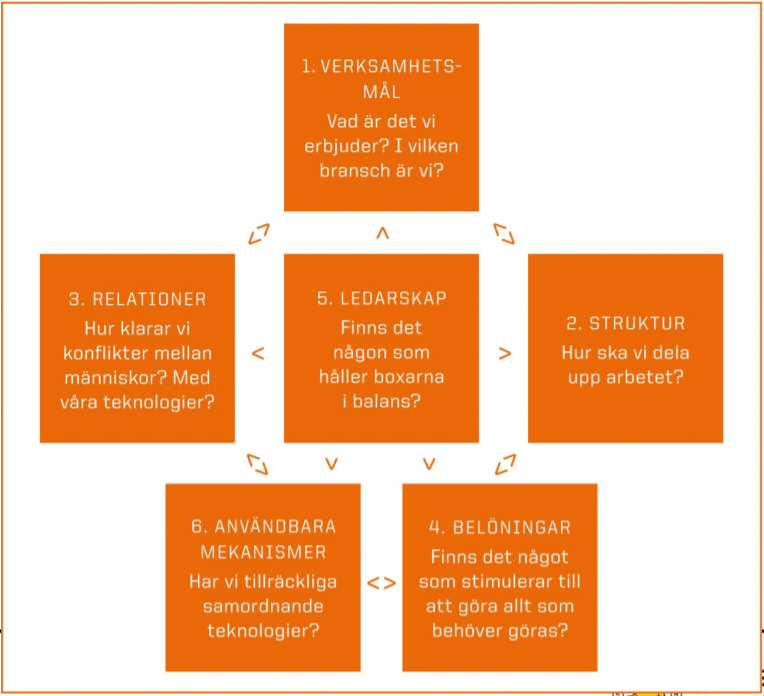 1. VERKSAMHETS-
MÅL
Vad är det vi
erbjuder? I vilken
bransch är vi?
3. RELATIONER
Hur klarar vi
konflikter mellan
människor? Med
våra teknologier?
5. LEDARSKAP
Finns det
någon som
håller boxarna
i balans?
2. STRUKTUR
Hur ska vi dela
upp arbetet?
6. ANVÄNDBARA
MEKANISMER
Har vi tillräckliga
samordnande
teknologier?
4. BELÖNINGAR
Finns det något
som stimulerar till
att göra allt som
behöver göras?